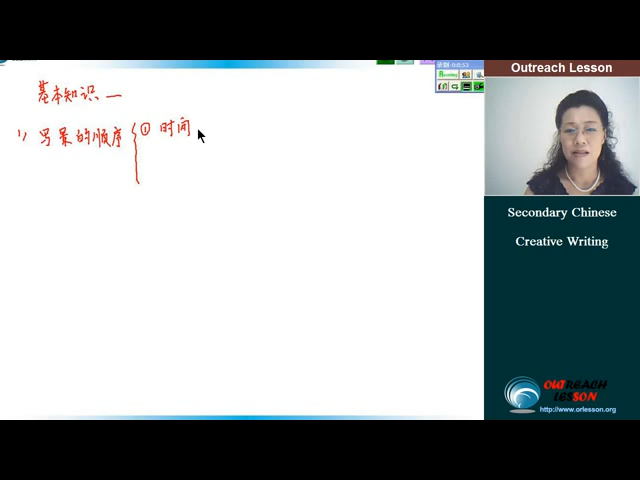 基本知识一
1) 写景的顺序 { ① 时间
Outreach Lesson
Secondary Chinese
Creative Writing
OUTREACH
LESSON
http://www.orlesson.org